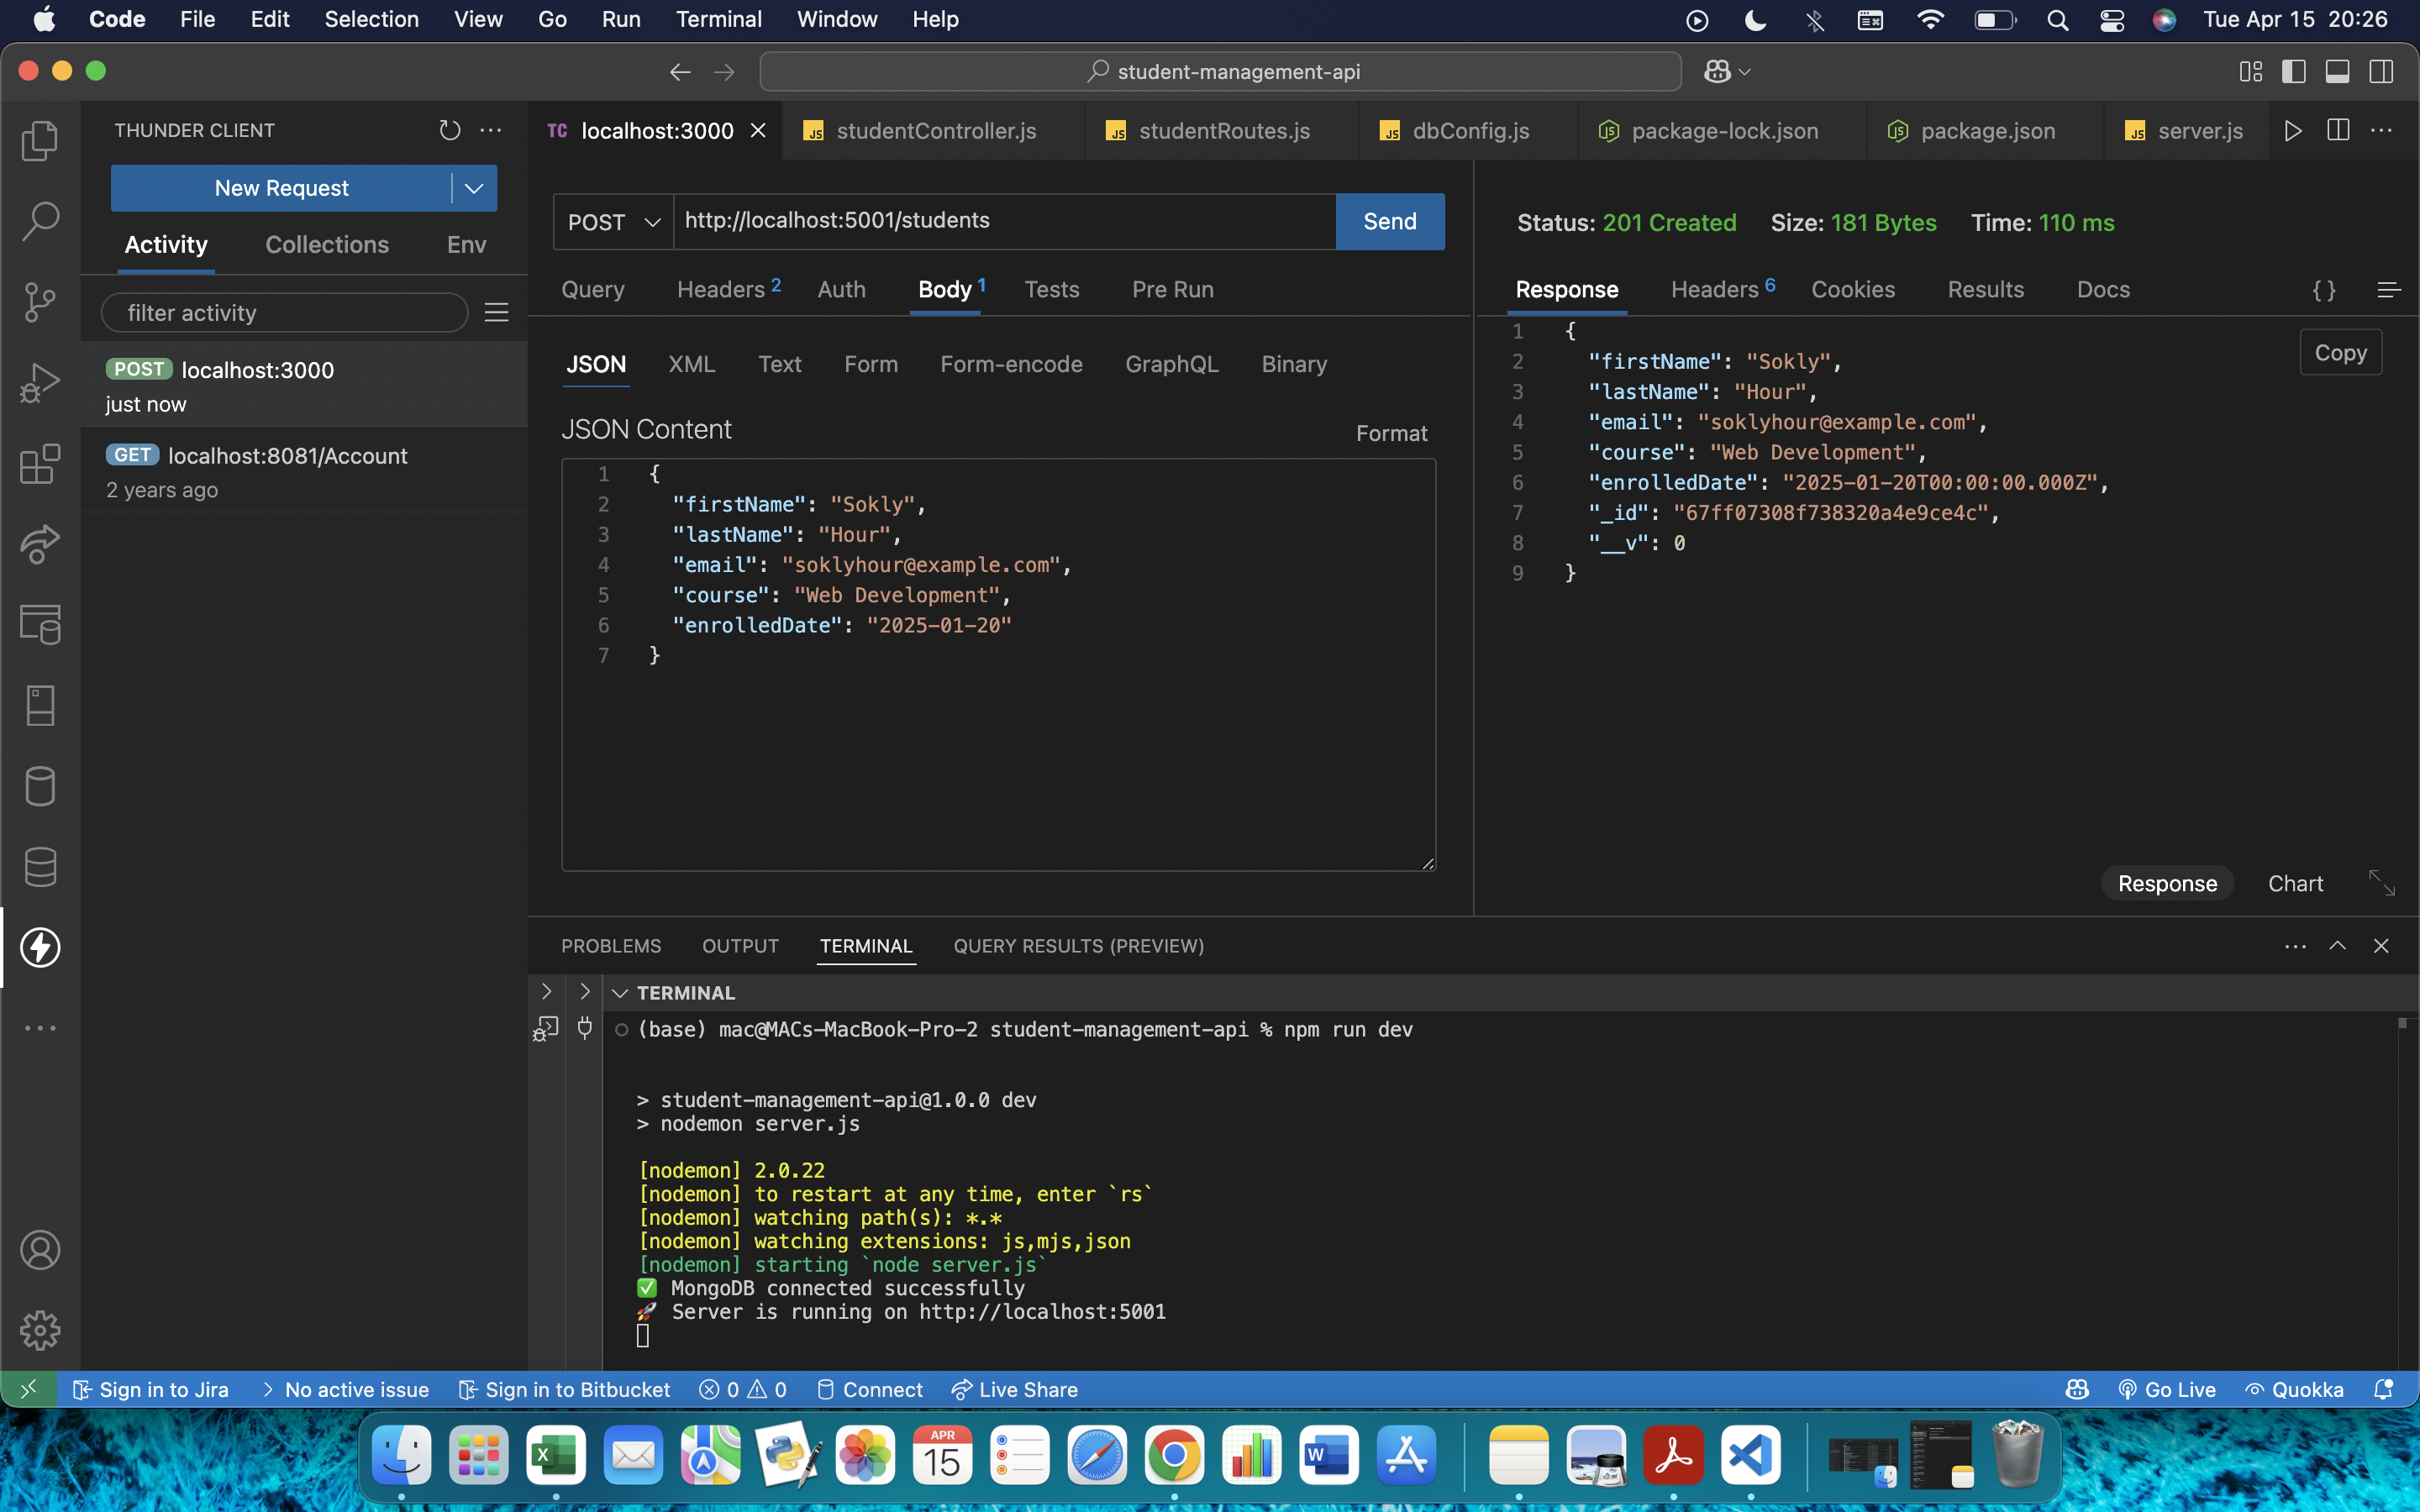 Code File Edit Selection View Go Run Terminal Window Help Tue Apr 15 20:26
student-management-api
THUNDER CLIENT
TC localhost:3000 JS studentController.js JS studentRoutes.js JS dbConfig.js JS package-lock.json JS package.json JS server.js
New Request
Activity Collections Env
filter activity
POST localhost:3000
just now
GET localhost:8081/Account
2 years ago
POST http://localhost:5001/students Send
Query Headers 2 Auth Body 1 Tests Pre Run
JSON XML Text Form Form-encode GraphQL Binary
JSON Content Format
1 {
2 "firstName": "Sokly",
3 "lastName": "Hour",
4 "email": "soklyhour@example.com",
5 "course": "Web Development",
6 "enrolledDate": "2025-01-20"
7 }
Status: 201 Created Size: 181 Bytes Time: 110 ms
Response Headers 6 Cookies Results Docs { }
Copy
1 {
2 "firstName": "Sokly",
3 "lastName": "Hour",
4 "email": "soklyhour@example.com",
5 "course": "Web Development",
6 "enrolledDate": "2025-01-20T00:00:00.000Z",
7 "_id": "67ff07308f738320a4e9ce4c",
8 "__v": 0
9 }
Response Chart
PROBLEMS OUTPUT TERMINAL QUERY RESULTS (PREVIEW)
TERMINAL
(base) mac@MACs-MacBook-Pro-2 student-management-api % npm run dev
> student-management-api@1.0.0 dev
> nodemon server.js
[nodemon] 2.0.22
[nodemon] to restart at any time, enter `rs`
[nodemon] watching path(s): *.*
[nodemon] watching extensions: js,mjs,json
[nodemon] starting `node server.js`
✅ MongoDB connected successfully
🚀 Server is running on http://localhost:5001
Sign in to Jira No active issue Sign in to Bitbucket 0 0 Connect Live Share Go Live Quokka
APR
15
X
W